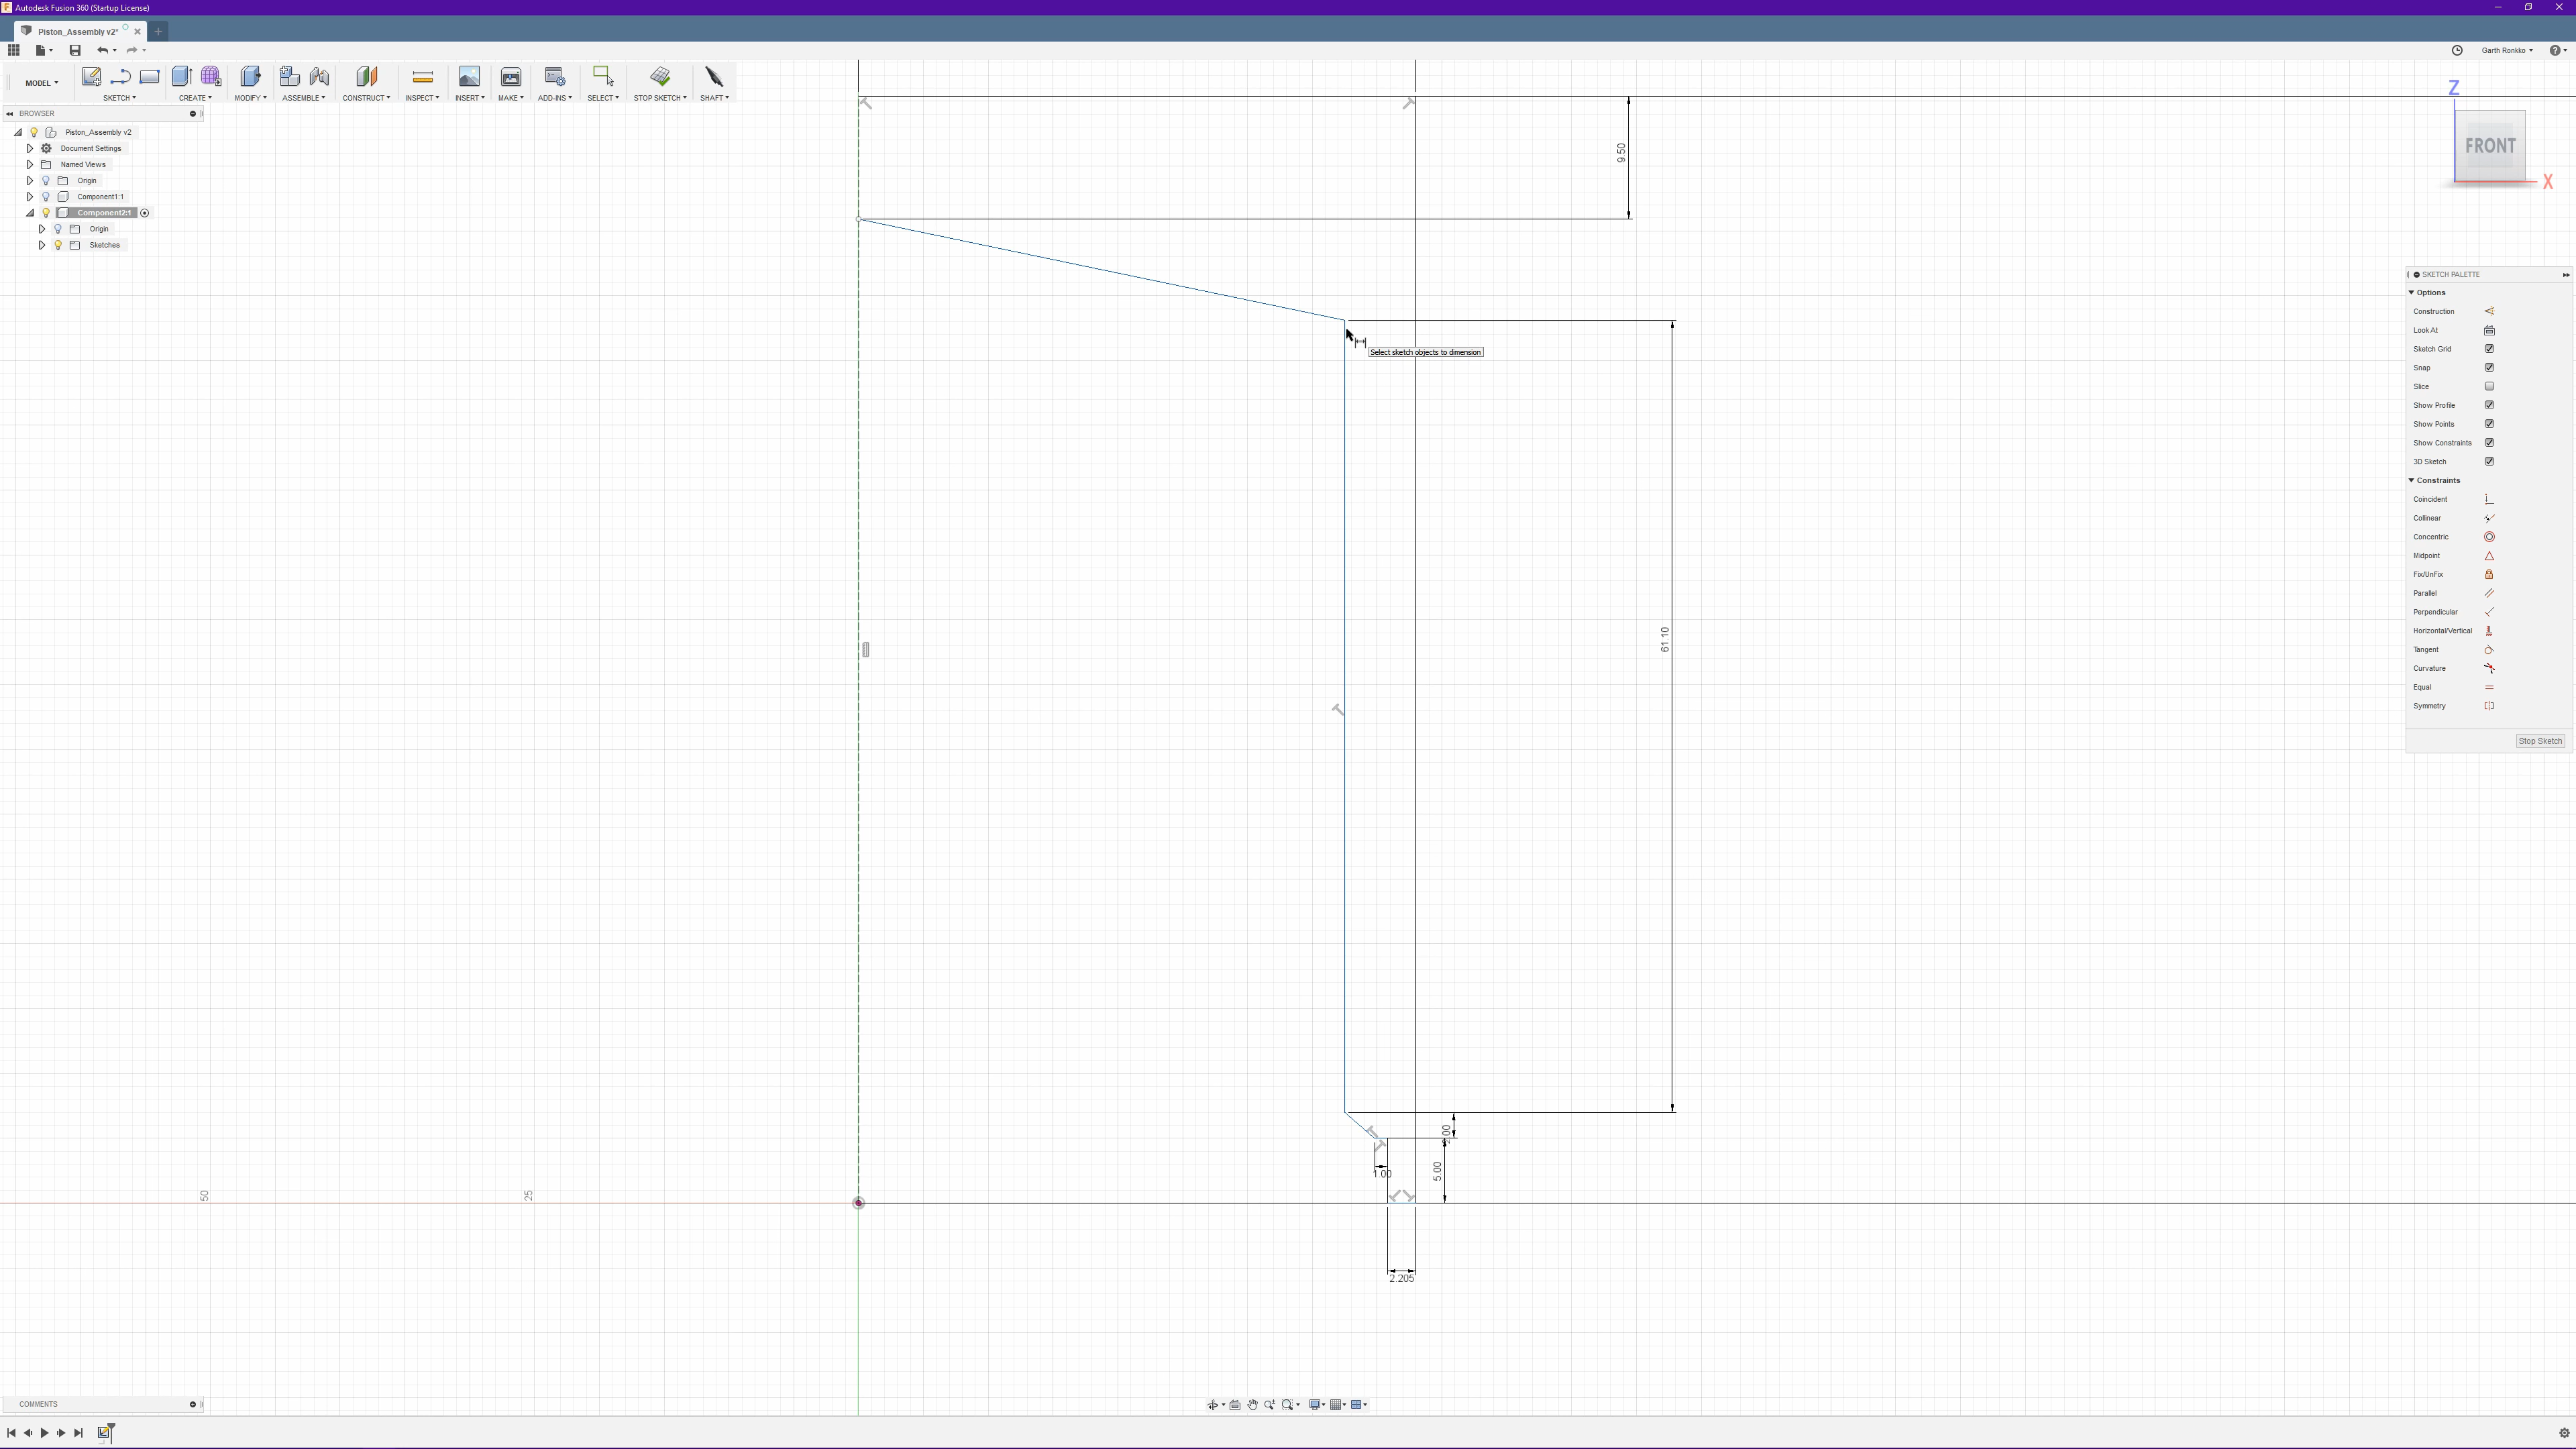 Autodesk Fusion 360 (Startup License)
Piston_Assembly v2*
Garth Ronkko
MODEL
SKETCH
CREATE
MODIFY
ASSEMBLE
CONSTRUCT
INSPECT
INSERT
MAKE
ADD-INS
SELECT
STOP SKETCH
SHAFT
BROWSER
Piston_Assembly v2
Document Settings
Named Views
Origin
Component1:1
Component2:1
Origin
Sketches
Z
FRONT
X
9.50
Select sketch objects to dimension
61.10
5.00
1.00
2.205
50
25
SKETCH PALETTE
Options
Construction
Look At
Sketch Grid
Snap
Slice
Show Profile
Show Points
Show Constraints
3D Sketch
Constraints
Coincident
Collinear
Concentric
Midpoint
Fix/UnFix
Parallel
Perpendicular
Horizontal/Vertical
Tangent
Curvature
Equal
Symmetry
Stop Sketch
COMMENTS